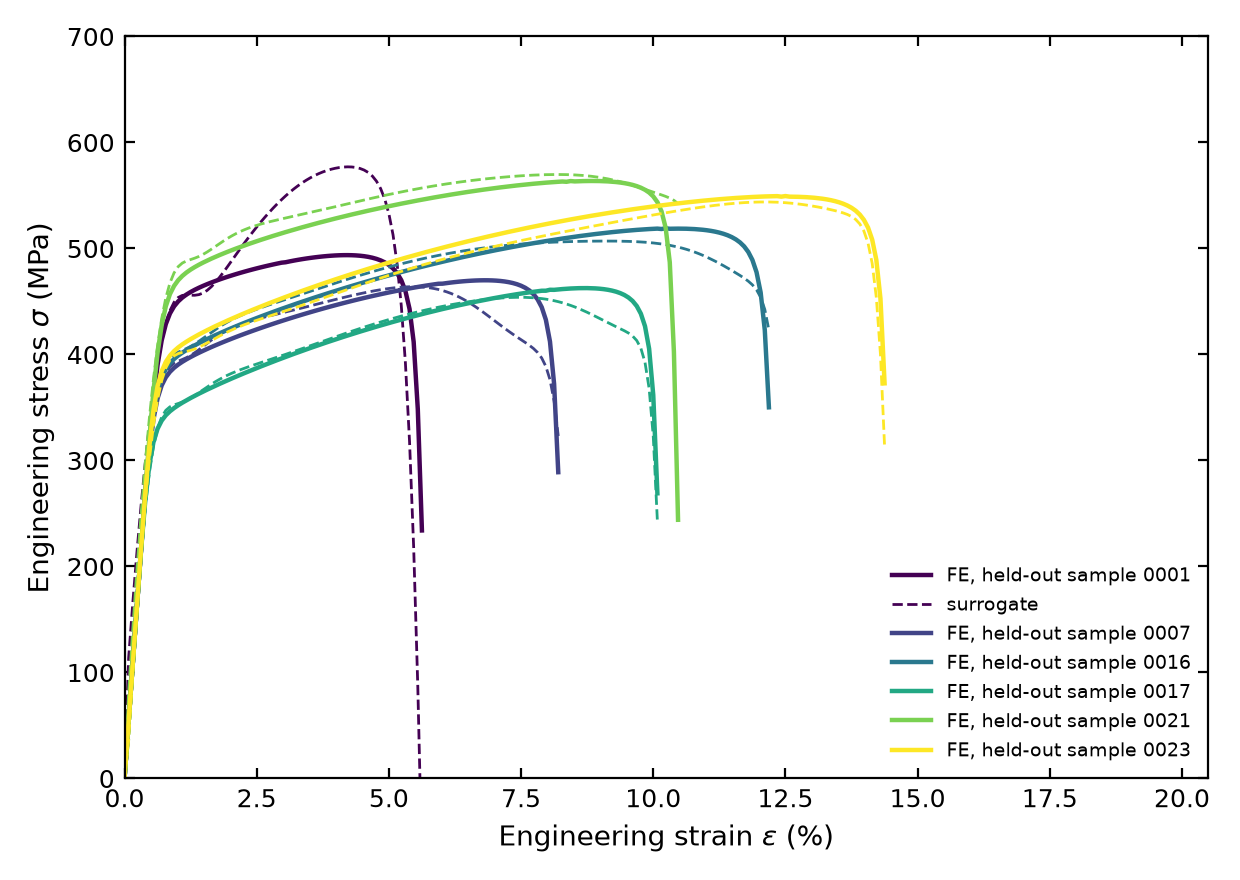 700
600
500
400
300
200
100
0
0.0 2.5 5.0 7.5 10.0 12.5 15.0 17.5 20.0
Engineering strain ε (%)
Engineering stress σ (MPa)
FE, held-out sample 0001
surrogate
FE, held-out sample 0007
FE, held-out sample 0016
FE, held-out sample 0017
FE, held-out sample 0021
FE, held-out sample 0023